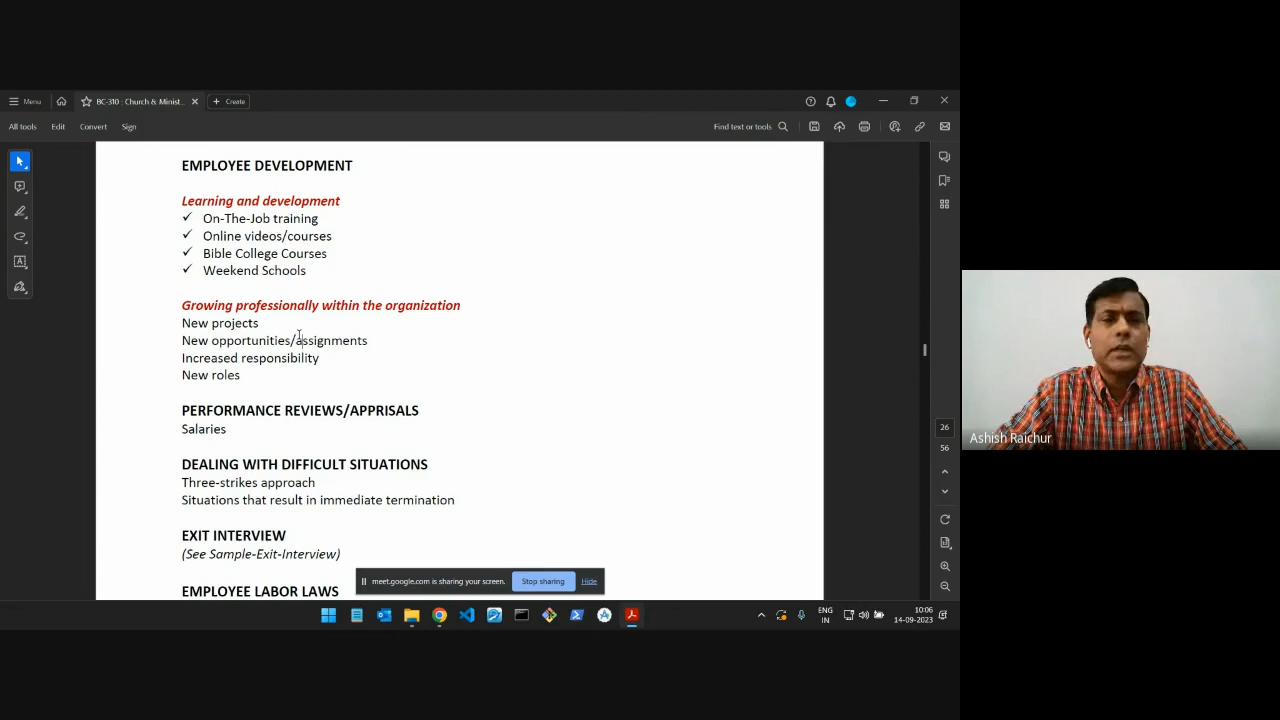 Menu
BC-310 : Church & Minist...
Create
All tools
Edit
Convert
Sign
Find text or tools
EMPLOYEE DEVELOPMENT
Learning and development
✓ On-The-Job training
✓ Online videos/courses
✓ Bible College Courses
✓ Weekend Schools
Growing professionally within the organization
New projects
New opportunities/assignments
Increased responsibility
New roles
PERFORMANCE REVIEWS/APPRISALS
Salaries
DEALING WITH DIFFICULT SITUATIONS
Three-strikes approach
Situations that result in immediate termination
EXIT INTERVIEW
(See Sample-Exit-Interview)
EMPLOYEE LABOR LAWS
26
56
meet.google.com is sharing your screen.
Stop sharing
Hide
ENG
IN
10:06
14-09-2023
Ashish Raichur